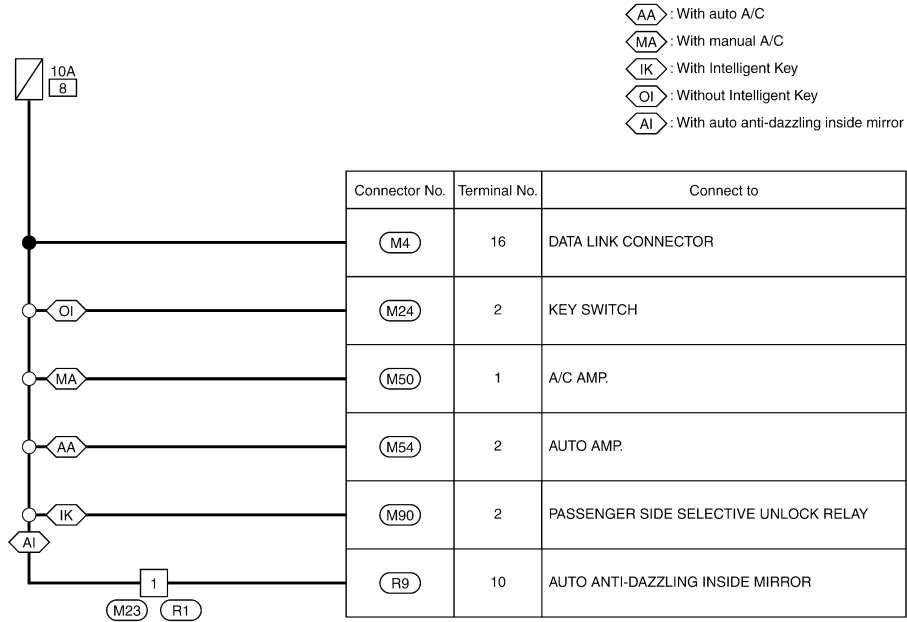 AA : With auto A/C
MA : With manual A/C
IK : With Intelligent Key
OI : Without Intelligent Key
AI : With auto anti-dazzling inside mirror
10A
8
Connector No. Terminal No. Connect to
M4 16 DATA LINK CONNECTOR
OI M24 2 KEY SWITCH
MA M50 1 A/C AMP.
AA M54 2 AUTO AMP.
IK M90 2 PASSENGER SIDE SELECTIVE UNLOCK RELAY
AI
1 R9 10 AUTO ANTI-DAZZLING INSIDE MIRROR
M23 R1